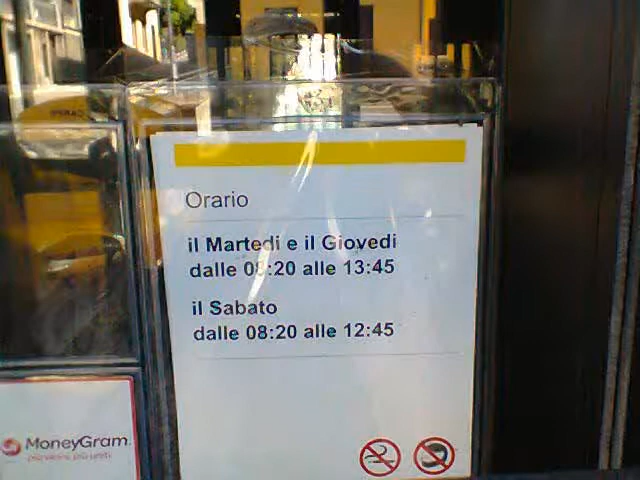 Orario
il Martedi e il Giovedi
dalle 08:20 alle 13:45
il Sabato
dalle 08:20 alle 12:45
MoneyGram.